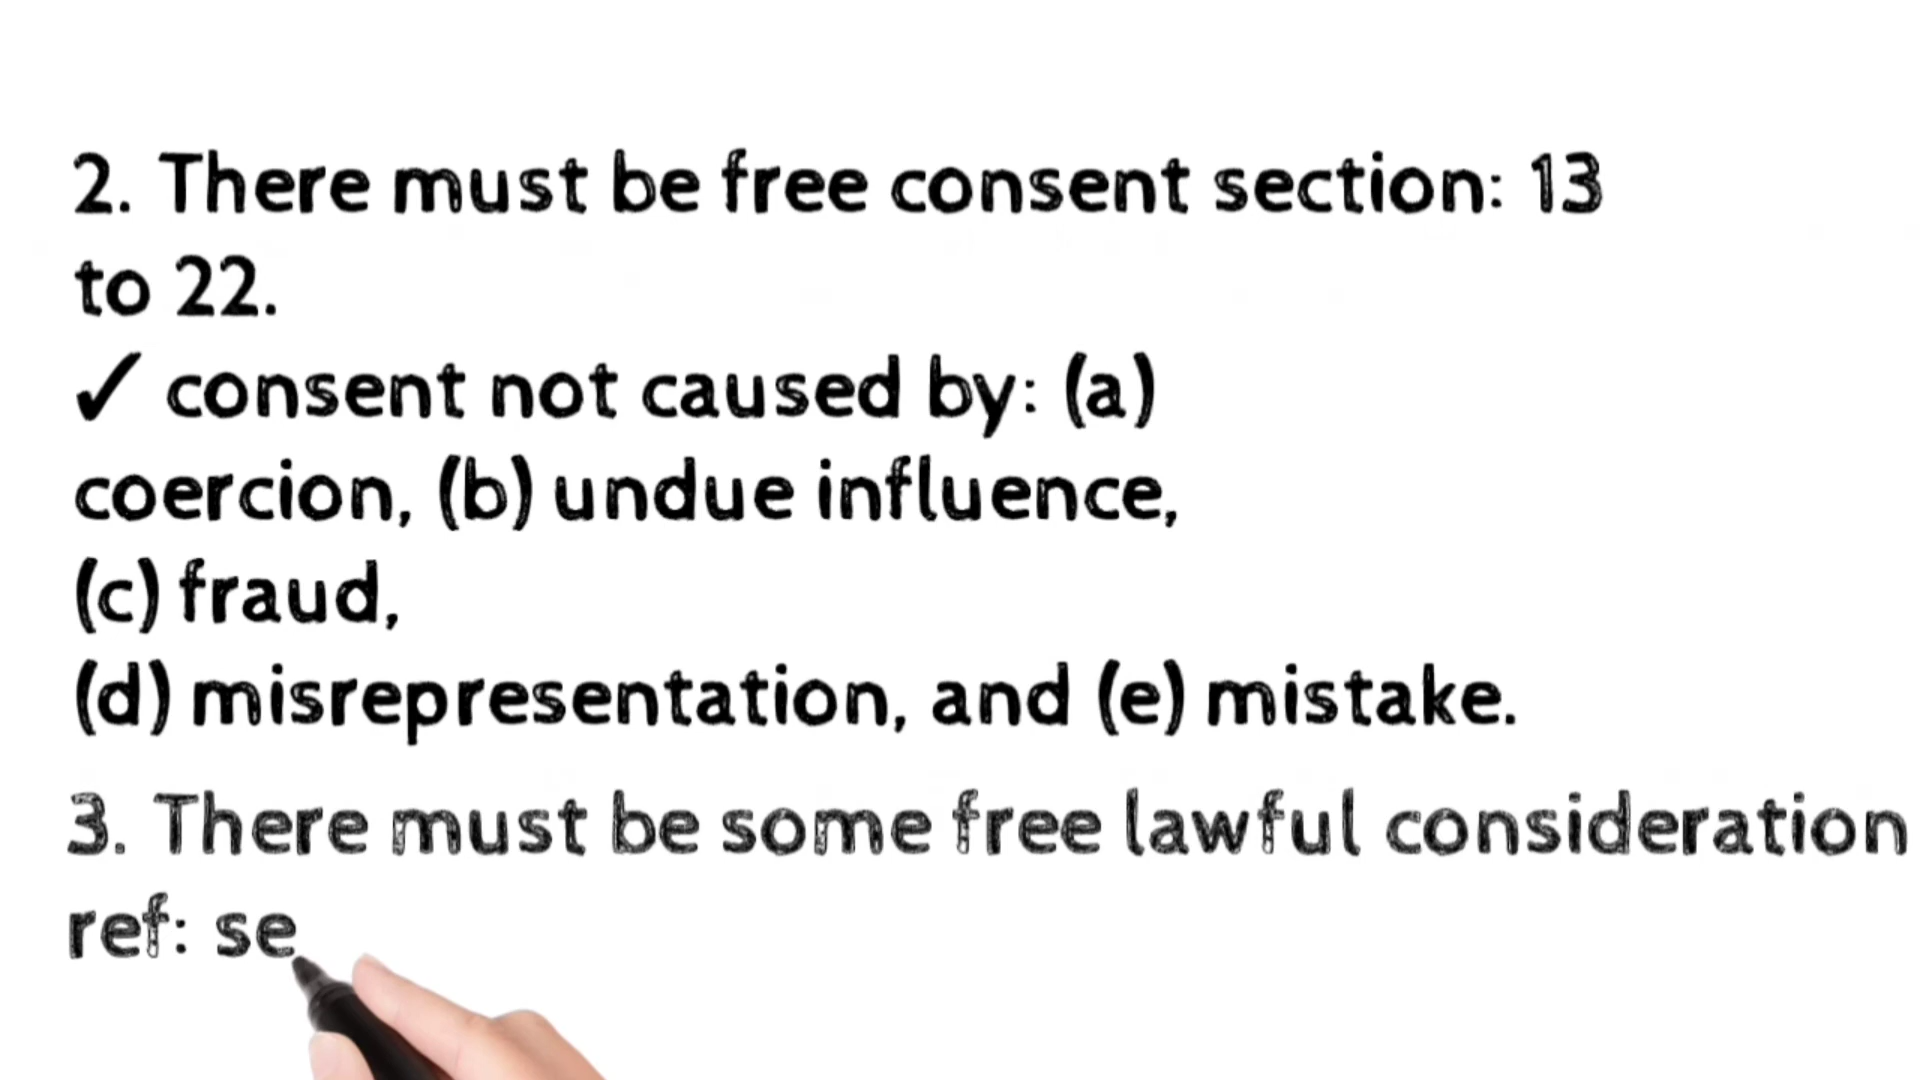 2. There must be free consent section: 13
to 22.
✓ consent not caused by: (a)
coercion, (b) undue influence,
(c) fraud,
(d) misrepresentation, and (e) mistake.
3. There must be some free lawful consideration
ref: se